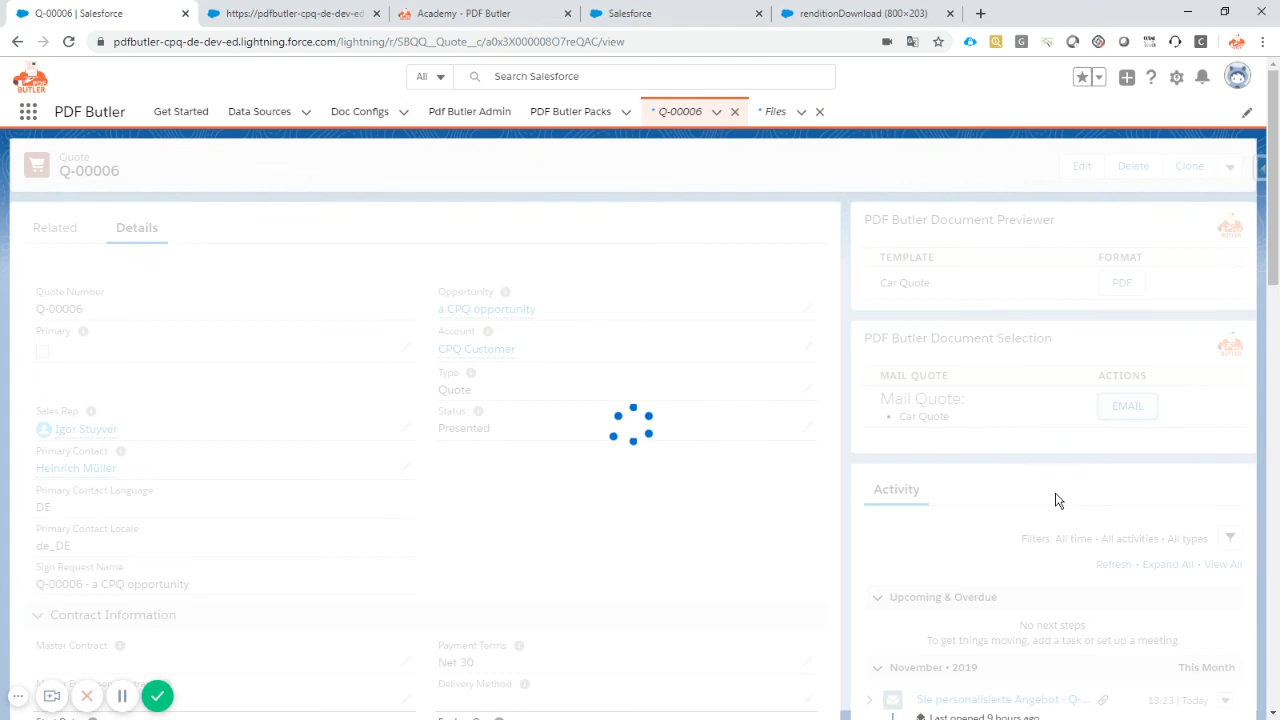 Q-00006 | Salesforce
https://pdfbutler-cpq-de-dev-ed
Academy - PDF Butler
Salesforce
renditionDownload (800×203)
pdfbutler-cpq-de-dev-ed.lightning.force.com/lightning/r/SBQQ__Quote__c/a0x3X000008O7reQAC/view
PDF BUTLER
All
Search Salesforce
PDF Butler
Get Started
Data Sources
Doc Configs
Pdf Butler Admin
PDF Butler Packs
* Q-00006
* Files
Quote
Q-00006
Edit
Delete
Clone
Related
Details
Quote Number
Q-00006
Primary
Sales Rep
Igor Stuyver
Primary Contact
Heinrich Müller
Primary Contact Language
DE
Primary Contact Locale
de_DE
Sign Request Name
Q-00006 - a CPQ opportunity
Opportunity
a CPQ opportunity
Account
CPQ Customer
Type
Quote
Status
Presented
Contract Information
Master Contract
Payment Terms
Net 30
Delivery Method
PDF Butler Document Previewer
TEMPLATE FORMAT
Car Quote PDF
PDF Butler Document Selection
MAIL QUOTE ACTIONS
Mail Quote:
• Car Quote
EMAIL
Activity
Filters: All time • All activities • All types
Refresh • Expand All • View All
Upcoming & Overdue
No next steps.
To get things moving, add a task or set up a meeting.
November • 2019 This Month
Sie personalisierte Angebot - Q-... 13:23 | Today
Last opened 9 hours ago